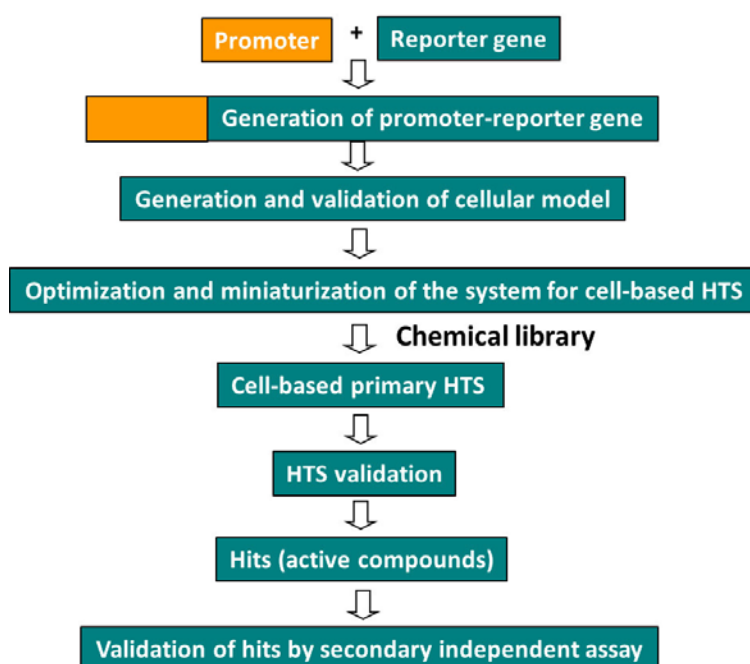 Promoter + Reporter gene
Generation of promoter-reporter gene
Generation and validation of cellular model
Optimization and miniaturization of the system for cell-based HTS
Chemical library
Cell-based primary HTS
HTS validation
Hits (active compounds)
Validation of hits by secondary independent assay